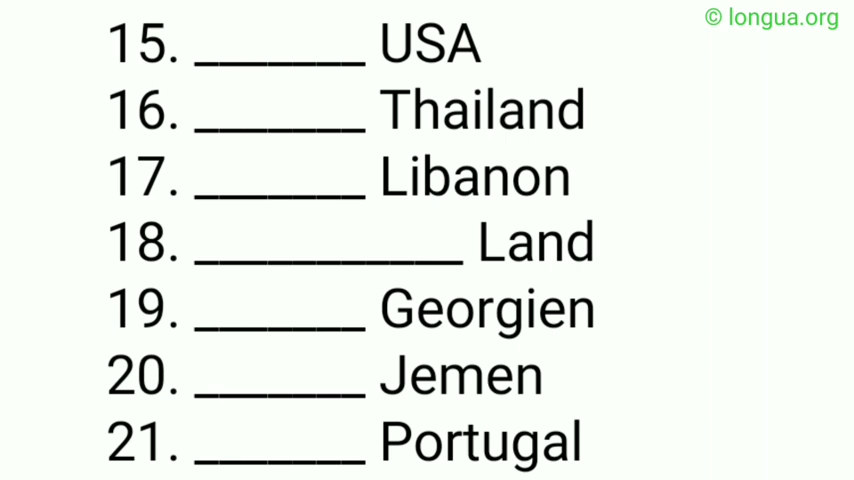 © longua.org
15. _______ USA
16. _______ Thailand
17. _______ Libanon
18. ___________ Land
19. _______ Georgien
20. _______ Jemen
21. _______ Portugal